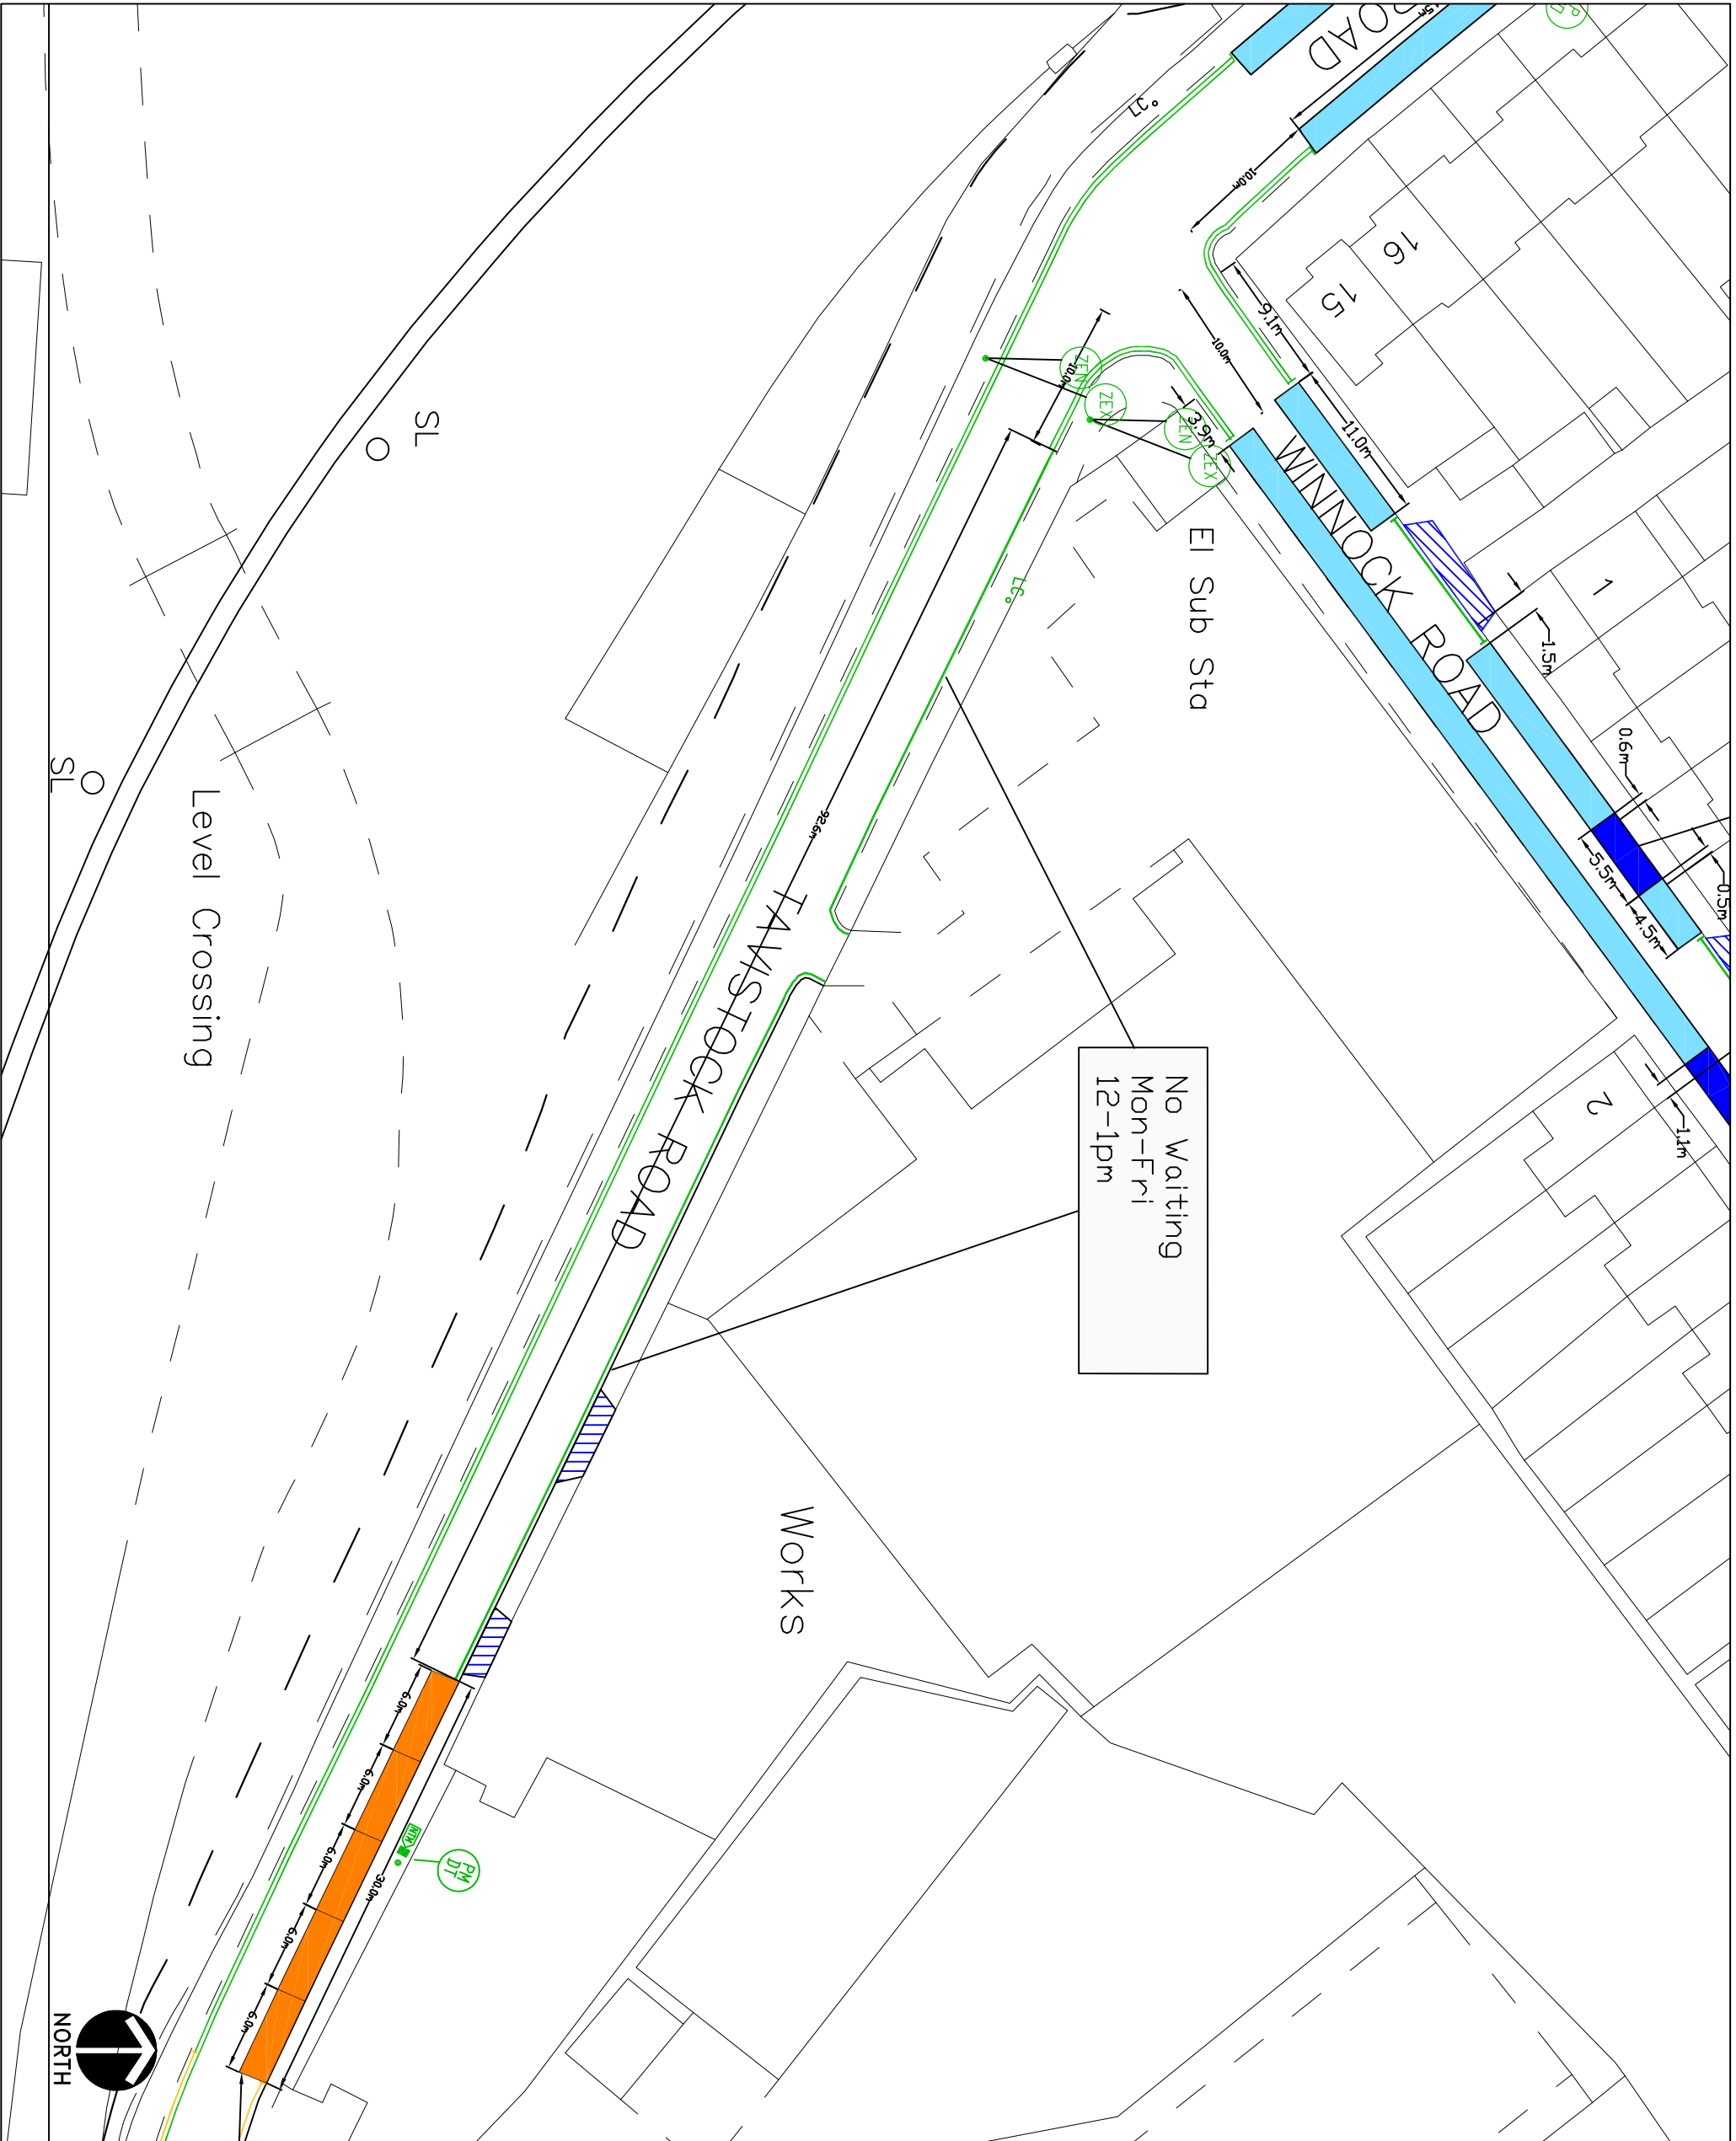 ROAD
4.5m
10.0m
LC
16
15
9.1m
10.0m
10.0m
ZEN
ZEX
ZEN
ZEX
3.9m
11.0m
WINNOCK ROAD
1
1.5m
0.6m
5.5m
0.5m
4.5m
El Sub Sta
LC
SL
SL
Level Crossing
92.6m
TAVISTOCK ROAD
No Waiting
Mon-Fri
12-1pm
2
1.1m
Works
6.0m
6.0m
6.0m
6.0m
6.0m
30.0m
PM
DT
NORTH